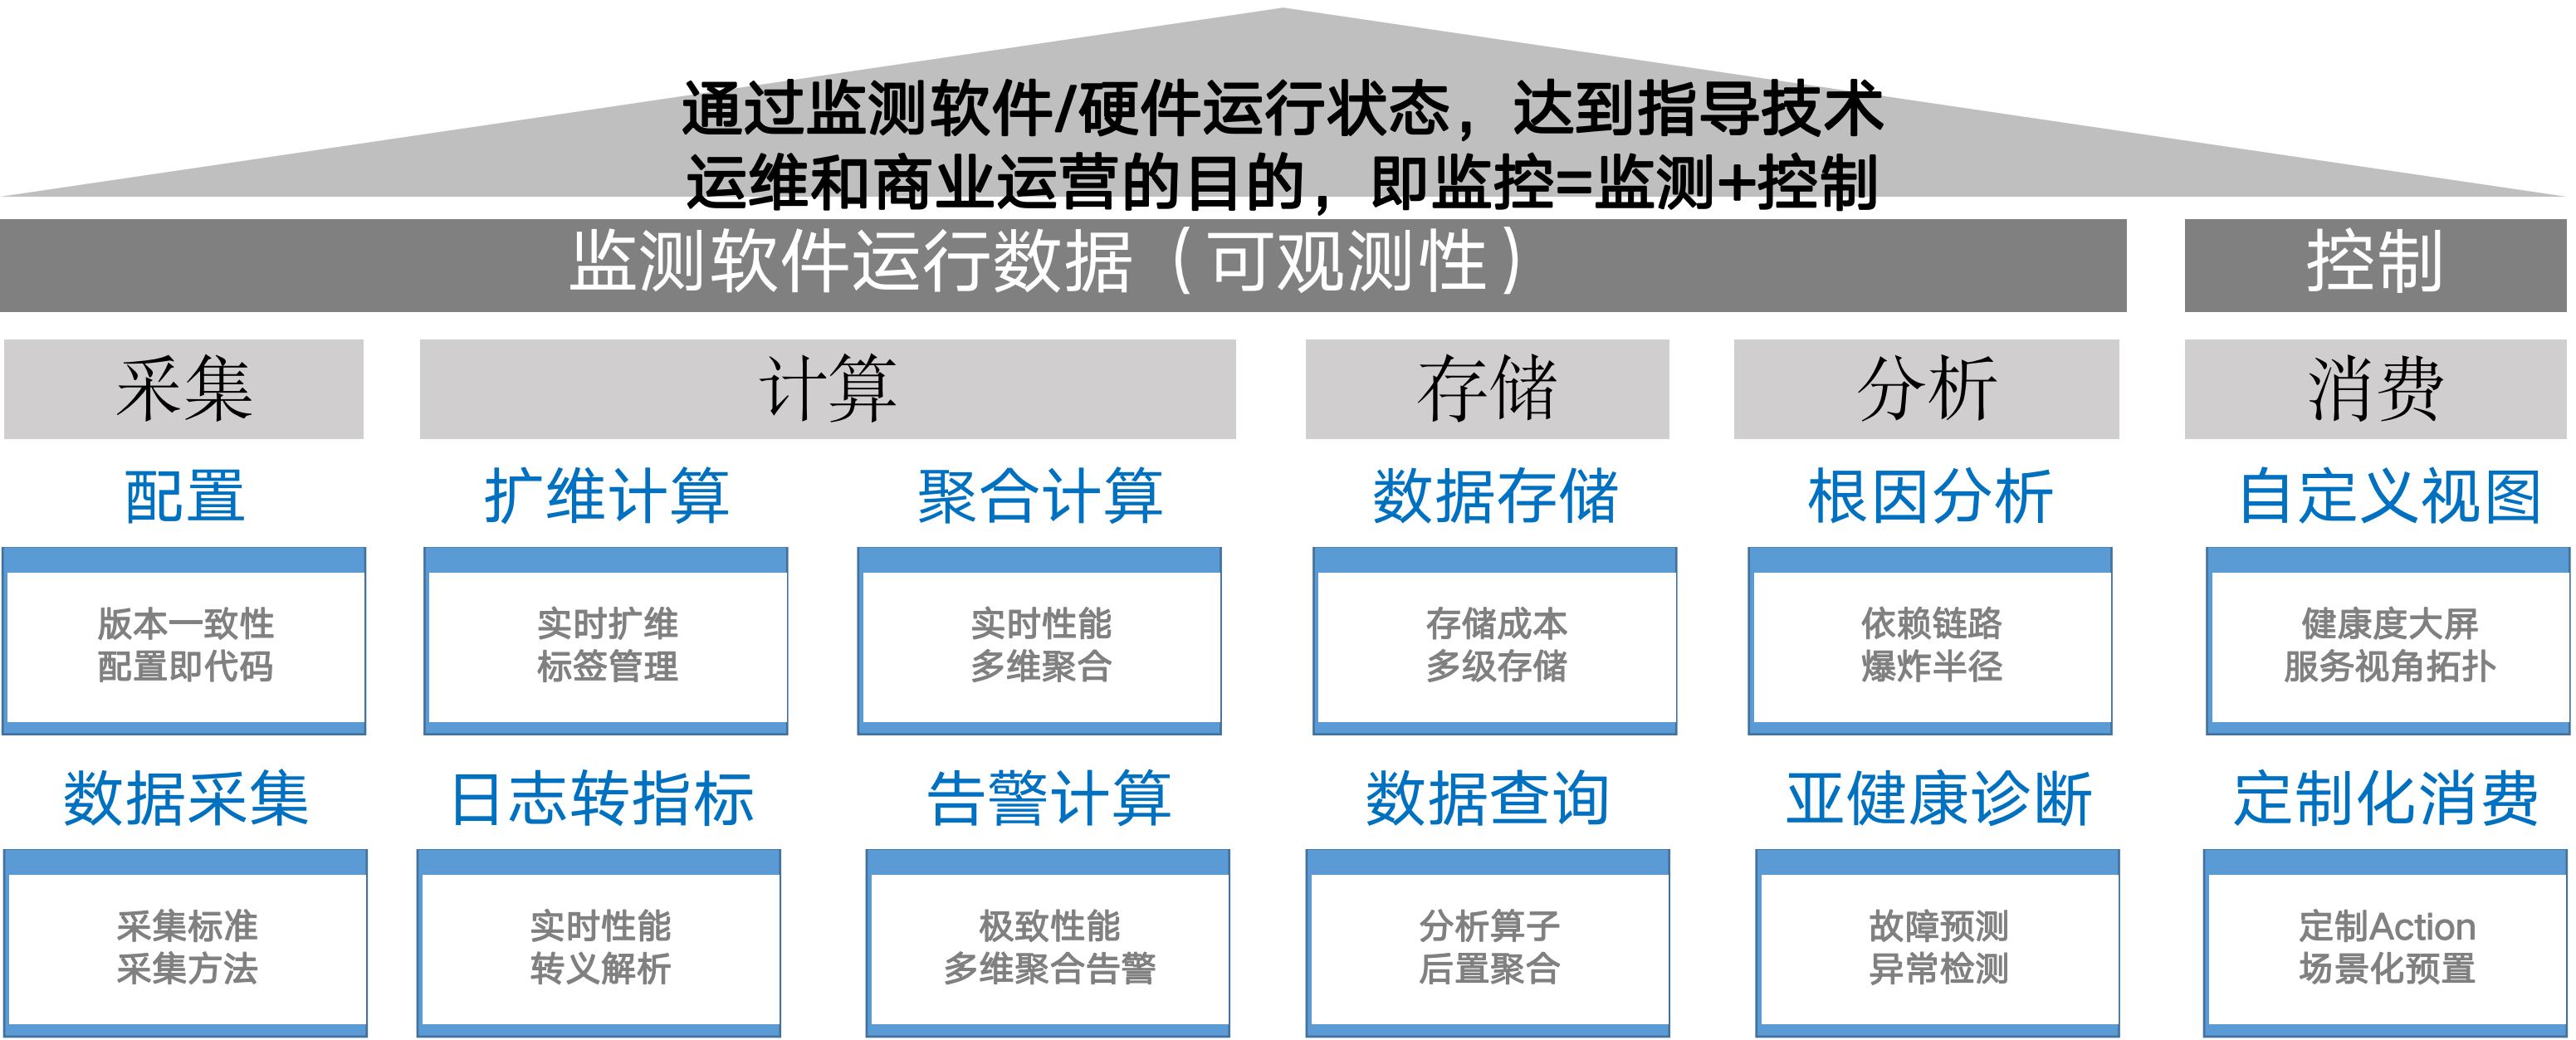 通过监测软件/硬件运行状态，达到指导技术
运维和商业运营的目的，即监控=监测+控制
监测软件运行数据（可观测性）
控制
采集
计算
存储
分析
消费
配置
扩维计算
聚合计算
数据存储
根因分析
自定义视图
版本一致性
配置即代码
实时扩维
标签管理
实时性能
多维聚合
存储成本
多级存储
依赖链路
爆炸半径
健康度大屏
服务视角拓扑
数据采集
日志转指标
告警计算
数据查询
亚健康诊断
定制化消费
采集标准
采集方法
实时性能
转义解析
极致性能
多维聚合告警
分析算子
后置聚合
故障预测
异常检测
定制Action
场景化预置